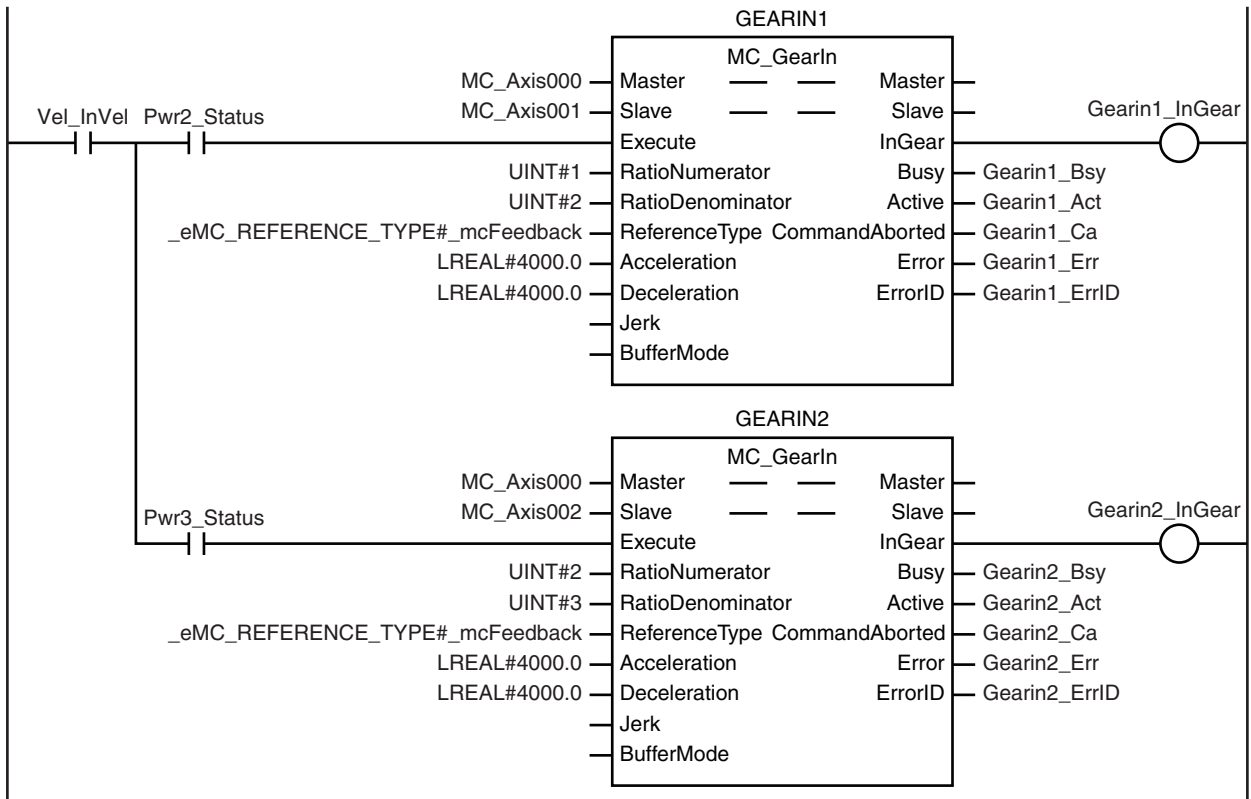 GEARIN1
MC_GearIn
MC_Axis000 Master Master
MC_Axis001 Slave Slave
Vel_InVel Pwr2_Status Gearin1_InGear
Execute InGear
UINT#1 RatioNumerator Busy Gearin1_Bsy
UINT#2 RatioDenominator Active Gearin1_Act
_eMC_REFERENCE_TYPE#_mcFeedback ReferenceType CommandAborted Gearin1_Ca
LREAL#4000.0 Acceleration Error Gearin1_Err
LREAL#4000.0 Deceleration ErrorID Gearin1_ErrID
Jerk
BufferMode
GEARIN2
MC_GearIn
MC_Axis000 Master Master
MC_Axis002 Slave Slave
Pwr3_Status Gearin2_InGear
Execute InGear
UINT#2 RatioNumerator Busy Gearin2_Bsy
UINT#3 RatioDenominator Active Gearin2_Act
_eMC_REFERENCE_TYPE#_mcFeedback ReferenceType CommandAborted Gearin2_Ca
LREAL#4000.0 Acceleration Error Gearin2_Err
LREAL#4000.0 Deceleration ErrorID Gearin2_ErrID
Jerk
BufferMode